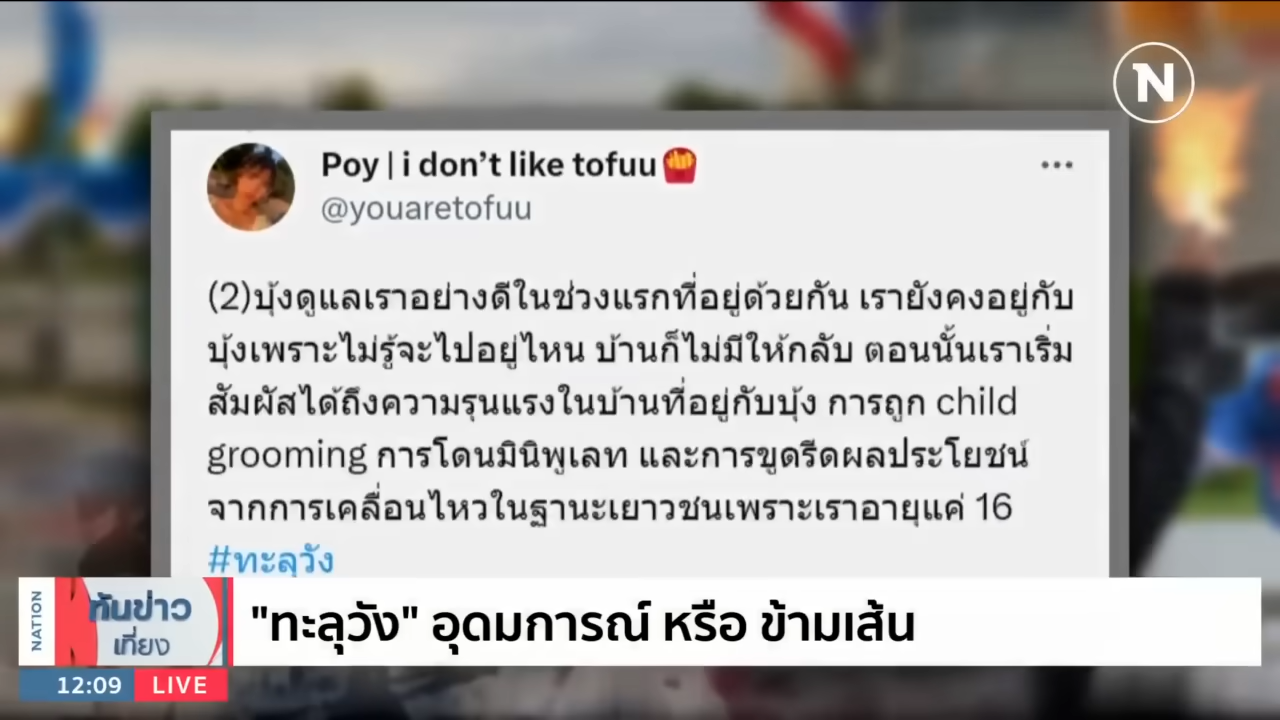 N
Poy | i don't like tofuu🍟
@youaretofuu
(2)บุ้งดูแลเราอย่างดีในช่วงแรกที่อยู่ด้วยกัน เรายังคงอยู่กับ
บุ้งเพราะไม่รู้จะไปอยู่ไหน บ้านก็ไม่มีให้กลับ ตอนนั้นเราเริ่ม
สัมผัสได้ถึงความรุนแรงในบ้านที่อยู่กับบุ้ง การถูก child
grooming การโดนมินิพูเลท และการขูดรีดผลประโยชน์
จากการเคลื่อนไหวในฐานะเยาวชนเพราะเราอายุแค่ 16
#ทะลุวัง
NATION
ทันข่าว
เที่ยง
"ทะลุวัง" อุดมการณ์ หรือ ข้ามเส้น
12:09 LIVE